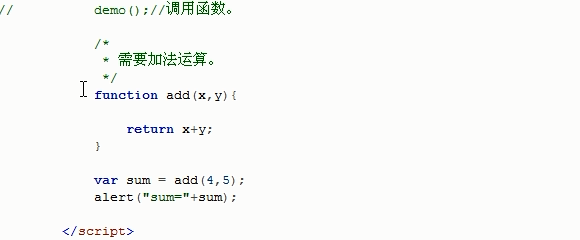 // demo();//调用函数。
/*
* 需要加法运算。
*/
function add(x,y){
return x+y;
}
var sum = add(4,5);
alert("sum="+sum);
</script>